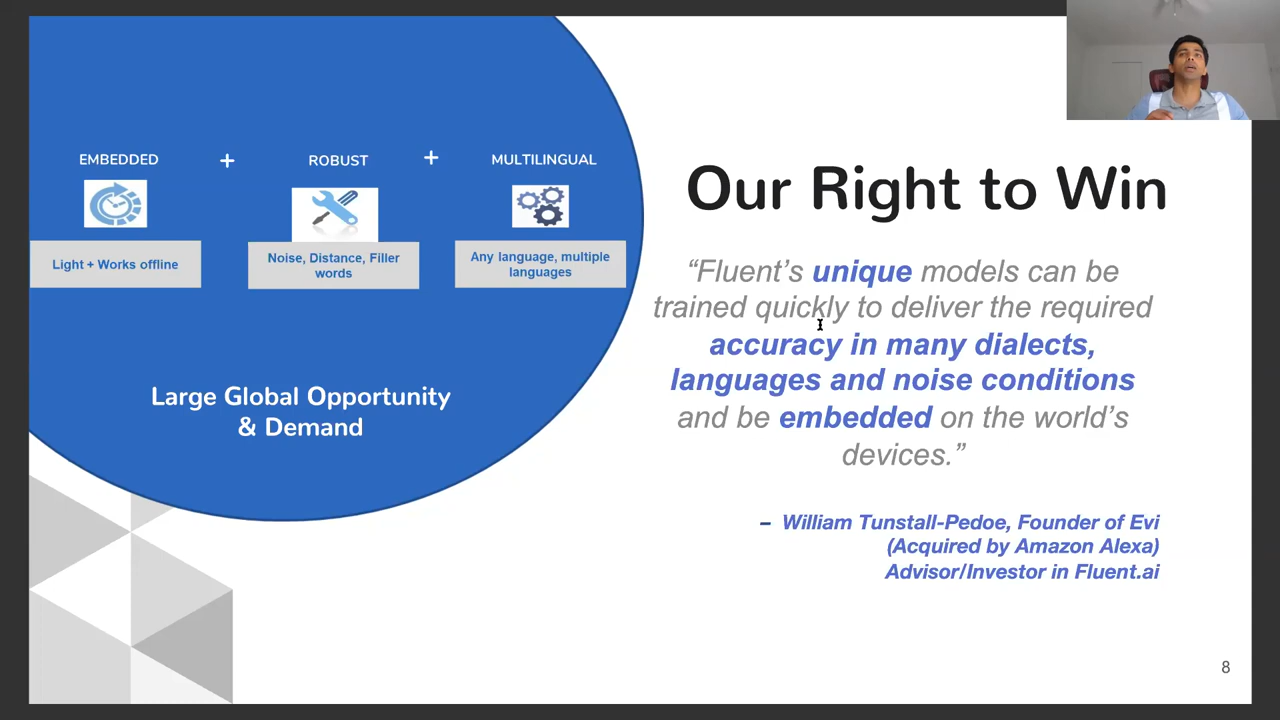 EMBEDDED
+
ROBUST
+
MULTILINGUAL
Light + Works offline
Noise, Distance, Filler
words
Any language, multiple
languages
Large Global Opportunity
& Demand
Our Right to Win
“Fluent’s unique models can be
trained quickly to deliver the required
accuracy in many dialects,
languages and noise conditions
and be embedded on the world’s
devices.”
– William Tunstall-Pedoe, Founder of Evi
(Acquired by Amazon Alexa)
Advisor/Investor in Fluent.ai
8